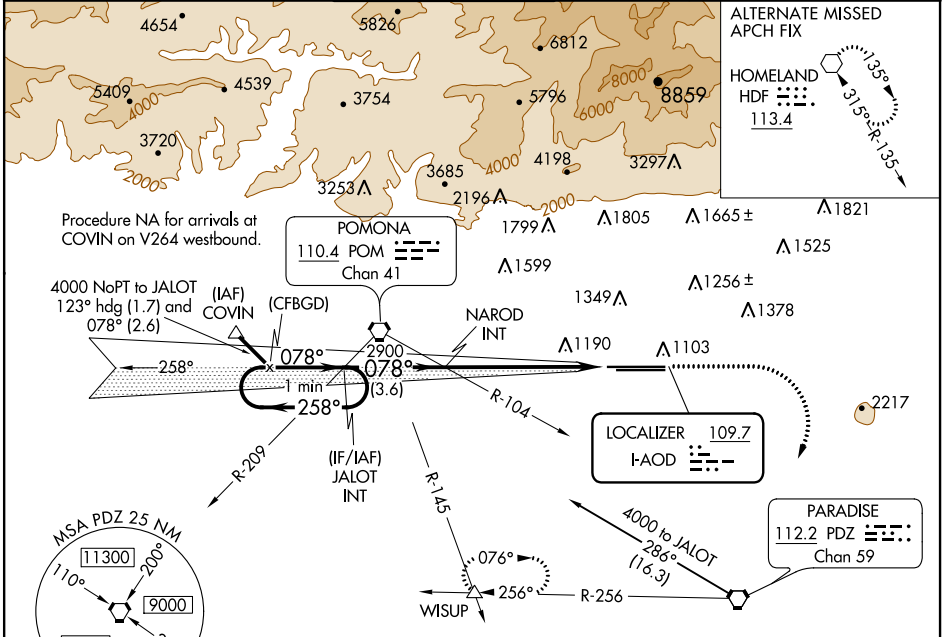 4654
5826
6812
5409
4000
4539
3754
8000
8859
5796
6000
3720
2000
3685
4000
4198
3297
3253
2196
2000
ALTERNATE MISSED
APCH FIX
HOMELAND
HDF
113.4
135°
315°
R-135
1799
1805
1665 ±
1821
1525
1599
1256 ±
1349
1378
1190
1103
2217
Procedure NA for arrivals at
COVIN on V264 westbound.
POMONA
110.4 POM
Chan 41
4000 NoPT to JALOT
123° hdg (1.7) and
078° (2.6)
(IAF)
COVIN
(CFBGD)
NAROD
INT
258°
078°
2900
078°
(3.6)
1 min
258°
R-104
R-209
(IF/IAF)
JALOT
INT
R-145
LOCALIZER 109.7
I-AOD
MSA PDZ 25 NM
11300
110°
200°
9000
076°
256°
WISUP
R-256
4000 to JALOT
286°
(16.3)
PARADISE
112.2 PDZ
Chan 59